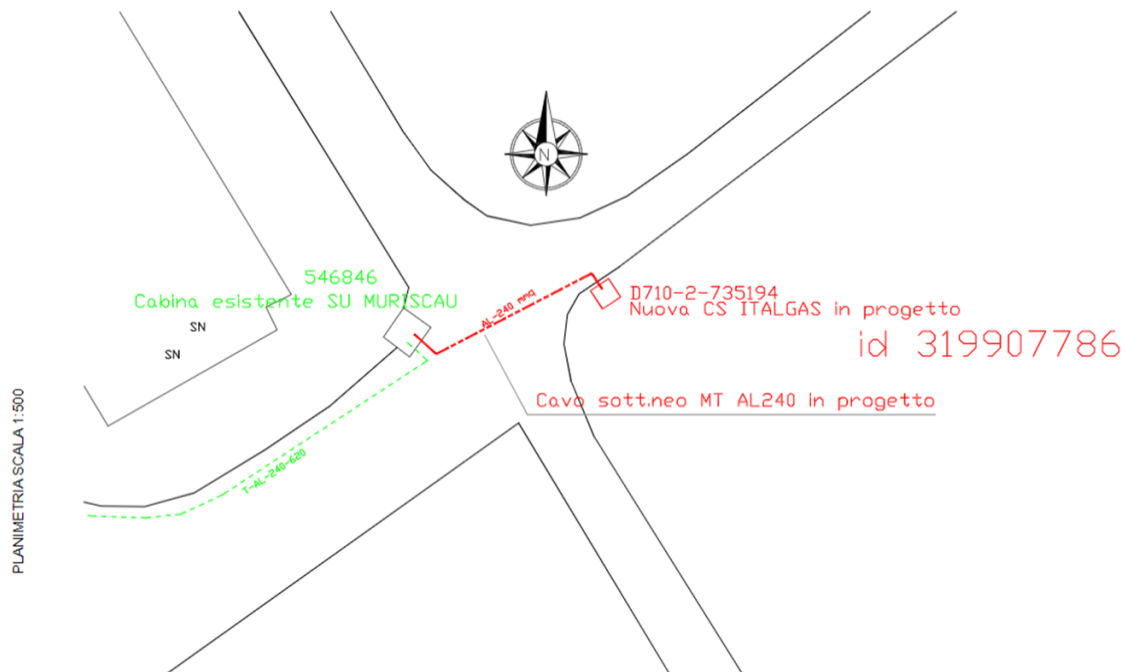 N
546846
Cabina esistente SU MURISCAU
SN
SN
AL-240 mmq
D710-2-735194
Nuova CS ITALGAS in progetto
id 319907786
Cavo sott.neo MT AL240 in progetto
T-AL-240-620
PLANIMETRIA SCALA 1:500